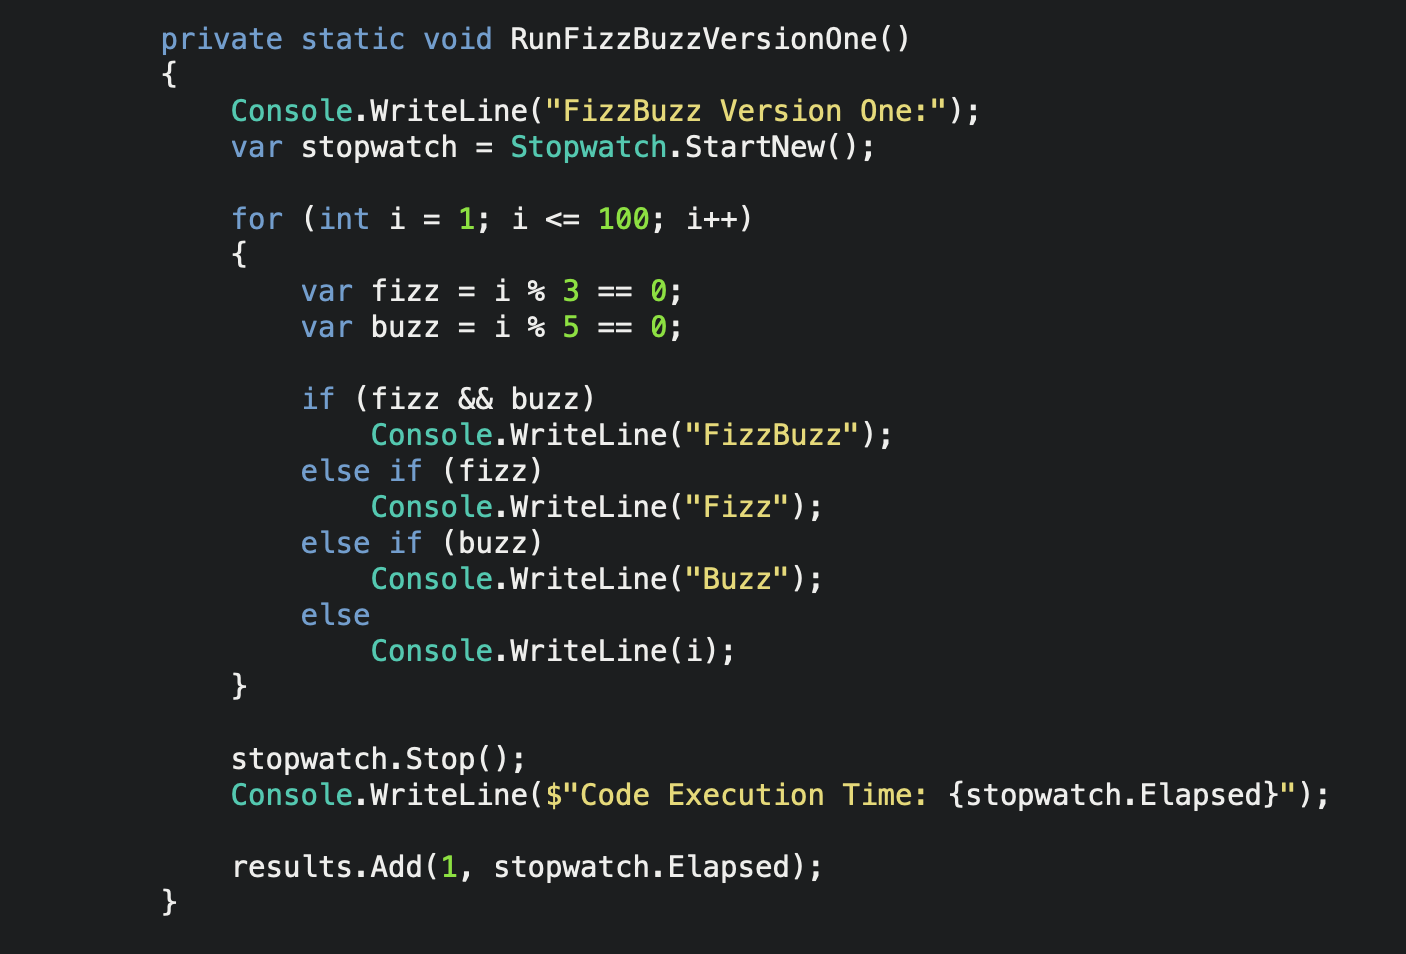 private static void RunFizzBuzzVersionOne()
{
    Console.WriteLine("FizzBuzz Version One:");
    var stopwatch = Stopwatch.StartNew();

    for (int i = 1; i <= 100; i++)
    {
        var fizz = i % 3 == 0;
        var buzz = i % 5 == 0;

        if (fizz && buzz)
            Console.WriteLine("FizzBuzz");
        else if (fizz)
            Console.WriteLine("Fizz");
        else if (buzz)
            Console.WriteLine("Buzz");
        else
            Console.WriteLine(i);
    }

    stopwatch.Stop();
    Console.WriteLine($"Code Execution Time: {stopwatch.Elapsed}");

    results.Add(1, stopwatch.Elapsed);
}